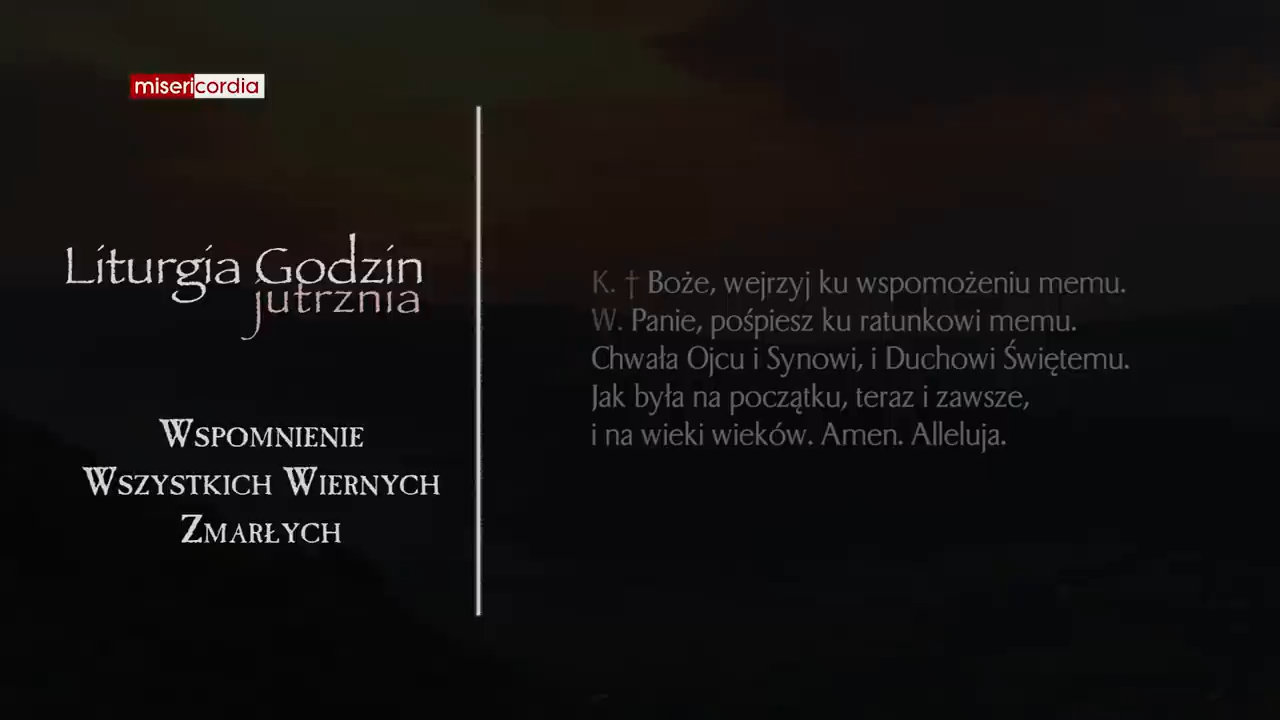 misericordia
Liturgia Godzin
jutrznia
Wspomnienie
Wszystkich Wiernych
Zmarłych
K. † Boże, wejrzyj ku wspomożeniu memu.
W. Panie, pośpiesz ku ratunkowi memu.
Chwała Ojcu i Synowi, i Duchowi Świętemu.
Jak była na początku, teraz i zawsze,
i na wieki wieków. Amen. Alleluja.